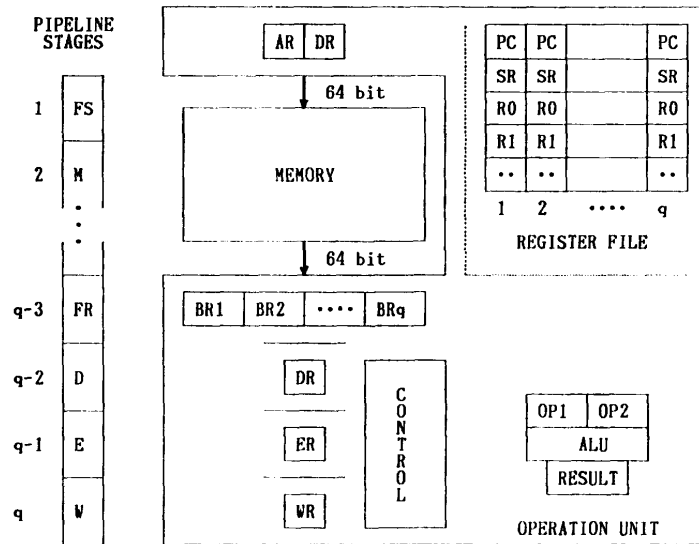 PIPELINE
STAGES
1 FS
2 M
q-3 FR
q-2 D
q-1 E
q W
AR DR
64 bit
MEMORY
64 bit
BR1 BR2 •••• BRq
DR
ER
WR
CONTROL
PC PC PC
SR SR SR
R0 R0 R0
R1 R1 R1
•• •• ••
1 2 •••• q
REGISTER FILE
OP1 OP2
ALU
RESULT
OPERATION UNIT